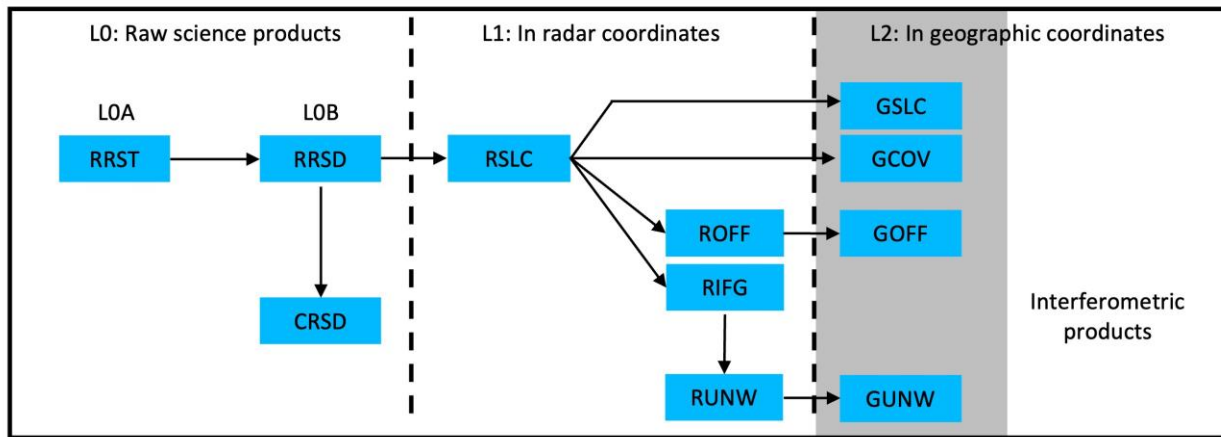 L0: Raw science products
L1: In radar coordinates
L2: In geographic coordinates
L0A
L0B
RRST
RRSD
RSLC
GSLC
GCOV
ROFF
GOFF
RIFG
CRSD
Interferometric
products
RUNW
GUNW